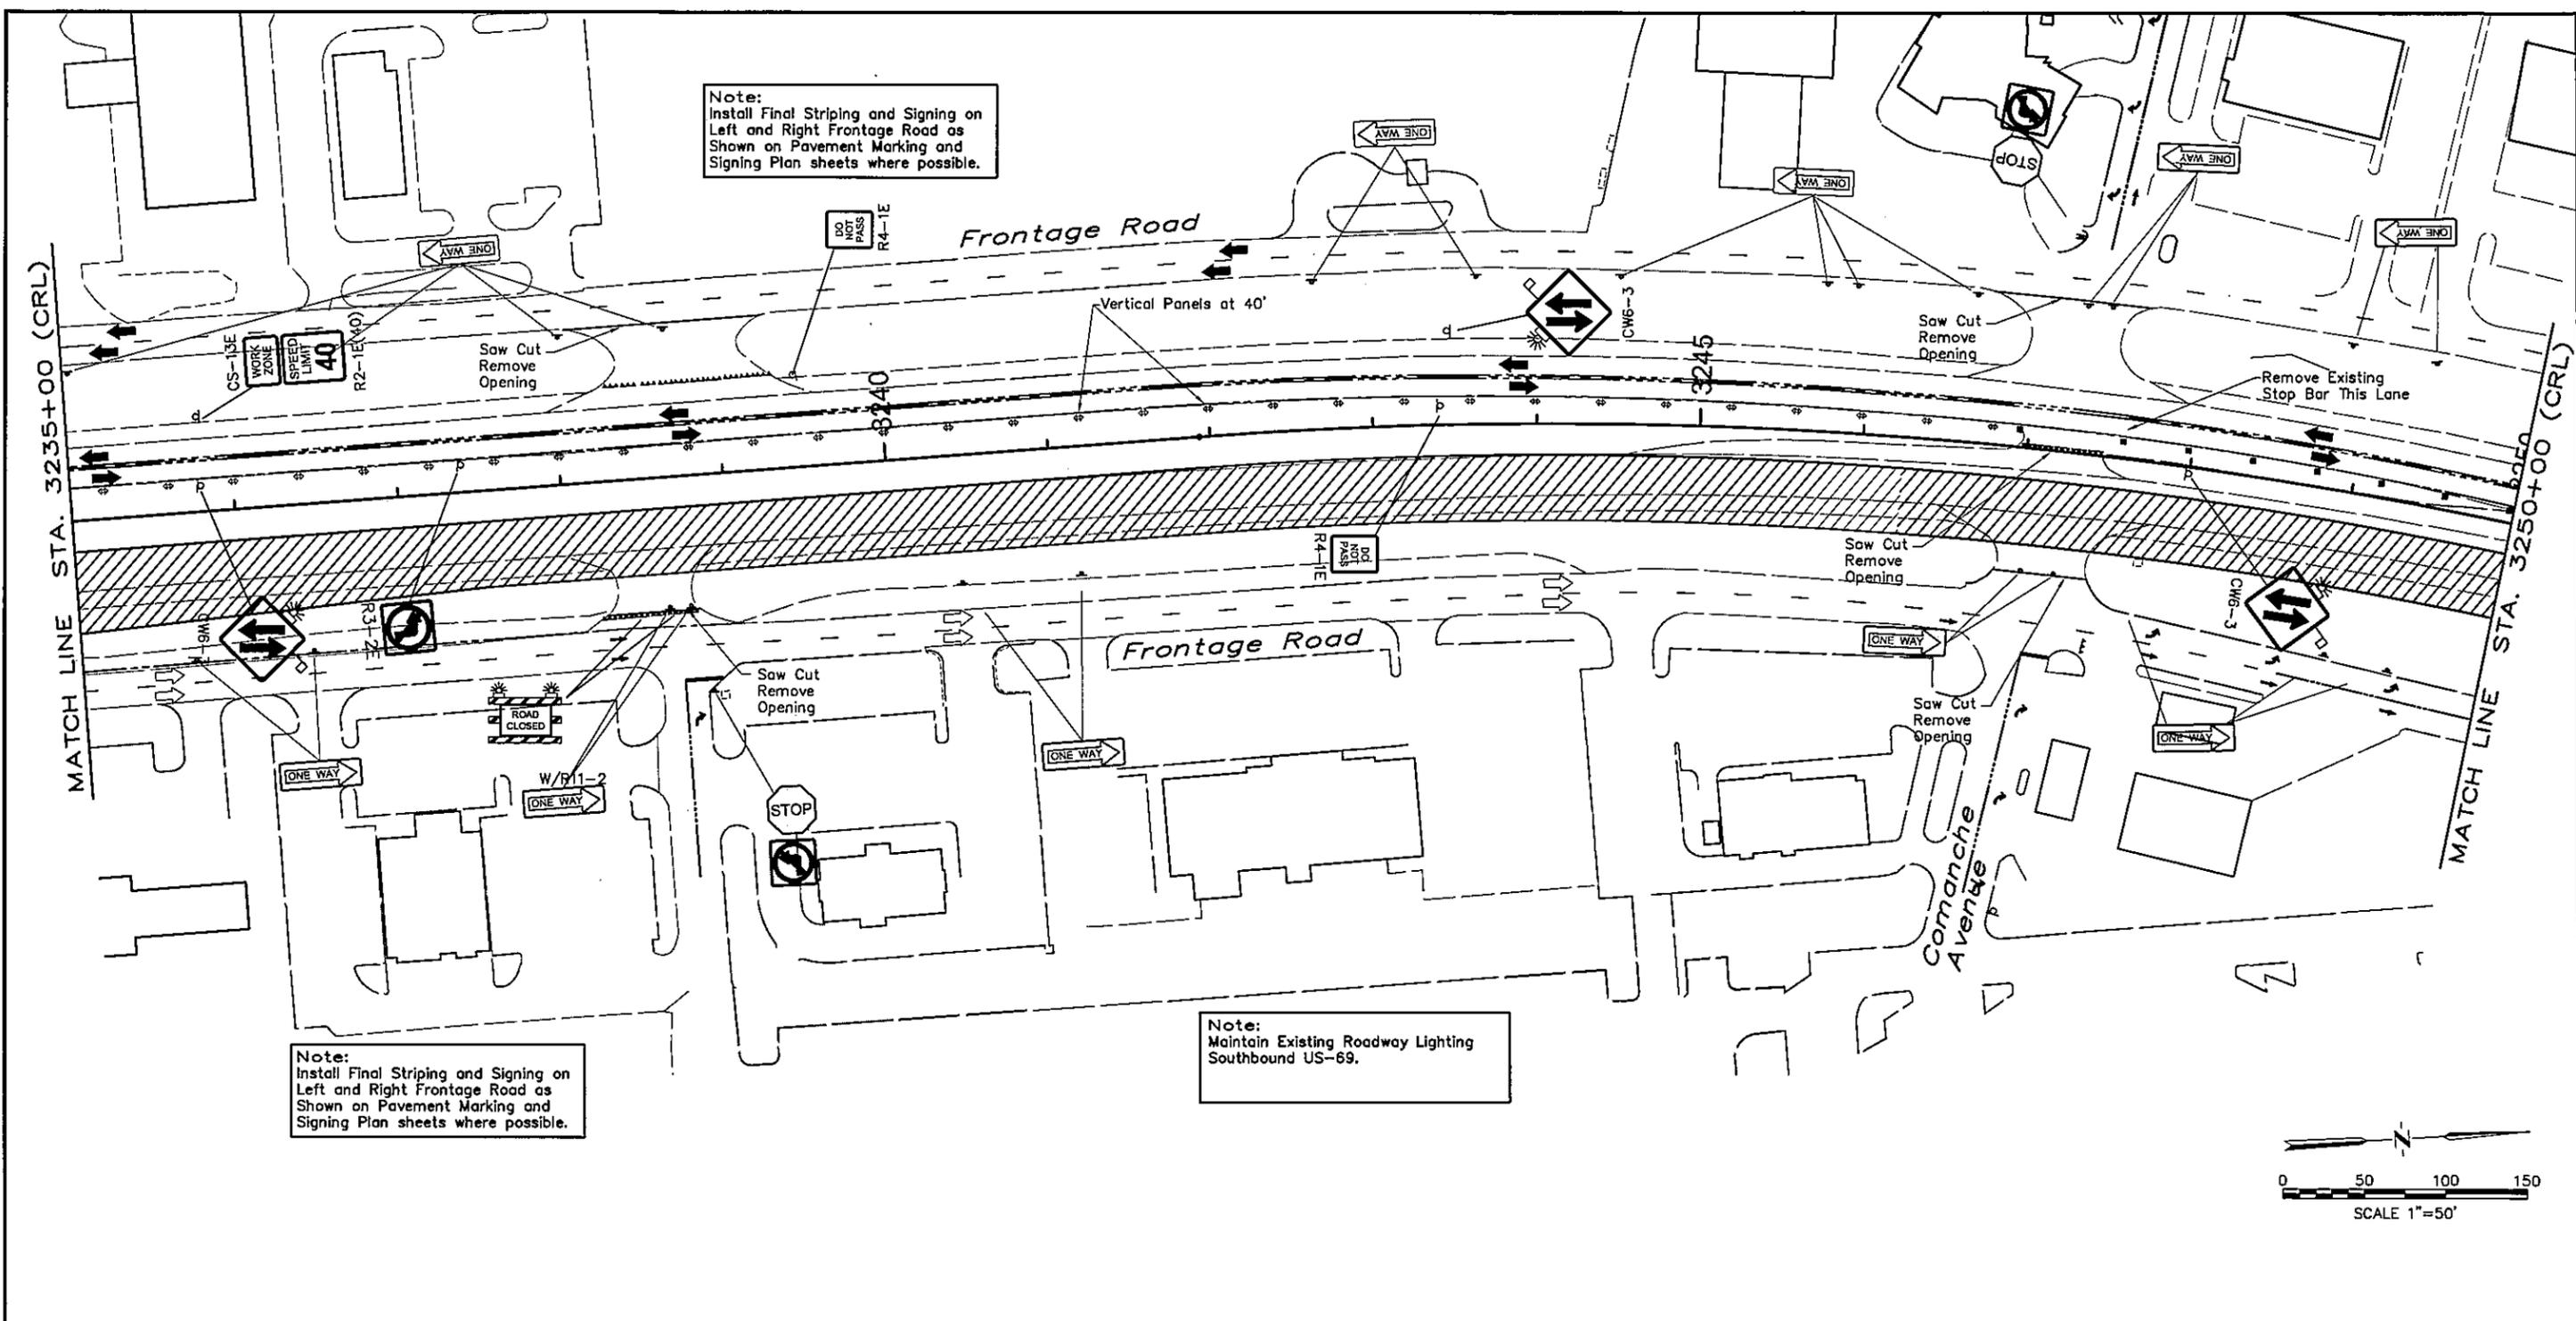 Note:
Install Final Striping and Signing on
Left and Right Frontage Road as
Shown on Pavement Marking and
Signing Plan sheets where possible.
ONE WAY
ONE WAY
STOP
ONE WAY
ONE WAY
ONE WAY
DO
NOT
PASS
R4-1E
Frontage Road
ONE WAY
MATCH LINE STA. 3235+00 (CRL)
CS-13E
WORK
ZONE
SPEED
LIMIT
40
R2-1E(40)
Saw Cut
Remove
Opening
Vertical Panels at 40'
CW6-3
3240
3245
Saw Cut
Remove
Opening
Remove Existing
Stop Bar This Lane
3250
MATCH LINE STA. 3250+00 (CRL)
R3-2E
R4-1E
DO
NOT
PASS
Saw Cut
Remove
Opening
CW6-3
Frontage Road
ONE WAY
ROAD
CLOSED
Saw Cut
Remove
Opening
Saw Cut
Remove
Opening
ONE WAY
ONE WAY
ONE WAY
W/R11-2
ONE WAY
STOP
Comanche
Avenue
Note:
Install Final Striping and Signing on
Left and Right Frontage Road as
Shown on Pavement Marking and
Signing Plan sheets where possible.
Note:
Maintain Existing Roadway Lighting
Southbound US-69.
N
0 50 100 150
SCALE 1"=50'